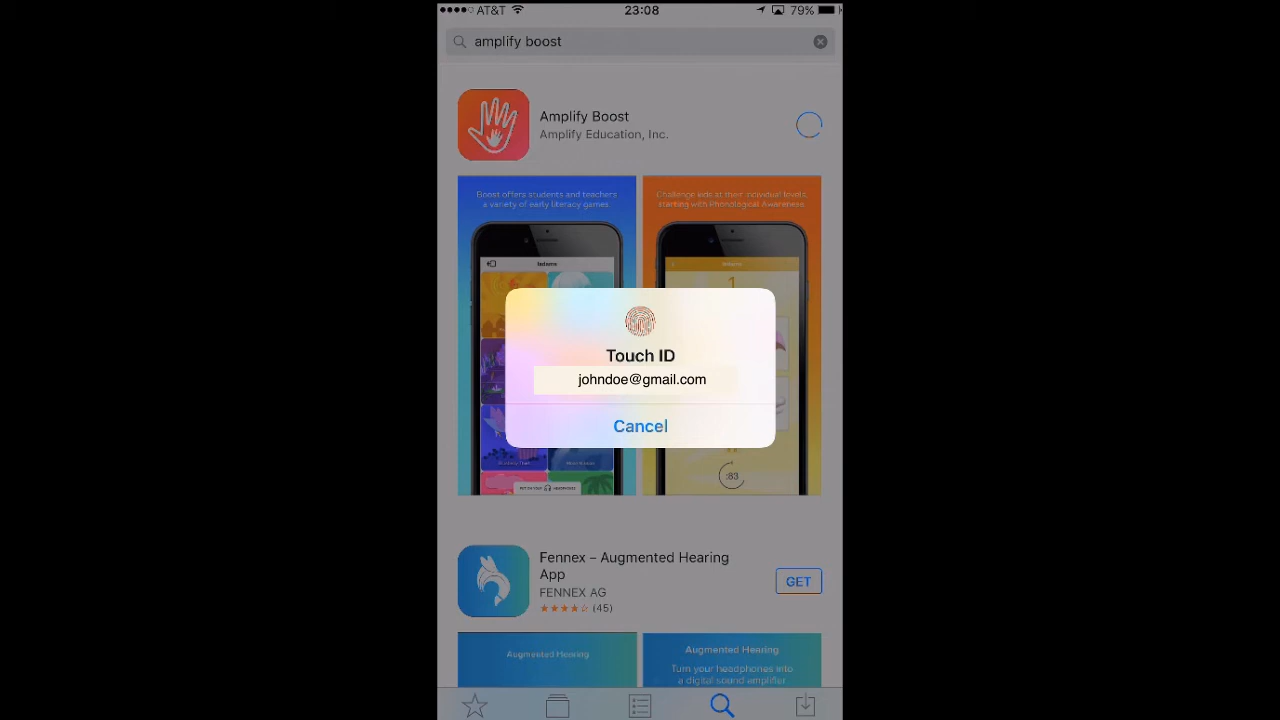 AT&T 23:08 79%
amplify boost
Amplify Boost
Amplify Education, Inc.
Boost offers students and teachers
a variety of early literacy games.
Challenge kids at their individual levels,
starting with Phonological Awareness.
1
Touch ID
johndoe@gmail.com
Cancel
:83
Fennex – Augmented Hearing
App
FENNEX AG
(45)
GET
Augmented Hearing
Augmented Hearing
Turn your headphones into
a digital sound amplifier